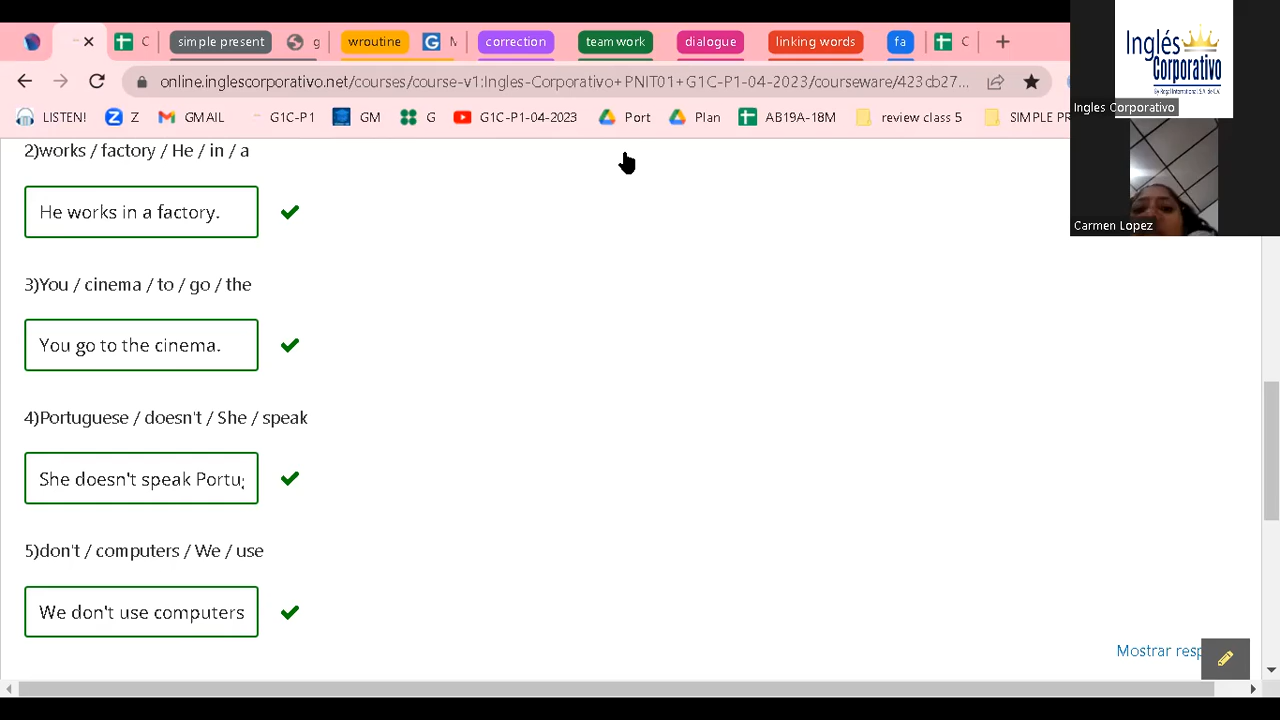 C simple present g wroutine M correction team work dialogue linking words fa C
online.inglescorporativo.net/courses/course-v1:Ingles-Corporativo+PNIT01+G1C-P1-04-2023/courseware/423cb27...
LISTEN! Z GMAIL G1C-P1 GM G G1C-P1-04-2023 Port Plan AB19A-18M review class 5 SIMPLE PR
Inglés
Corporativo
Ingles Corporativo
Carmen Lopez
2)works / factory / He / in / a
He works in a factory.
3)You / cinema / to / go / the
You go to the cinema.
4)Portuguese / doesn't / She / speak
She doesn't speak Portug
5)don't / computers / We / use
We don't use computers
Mostrar resp